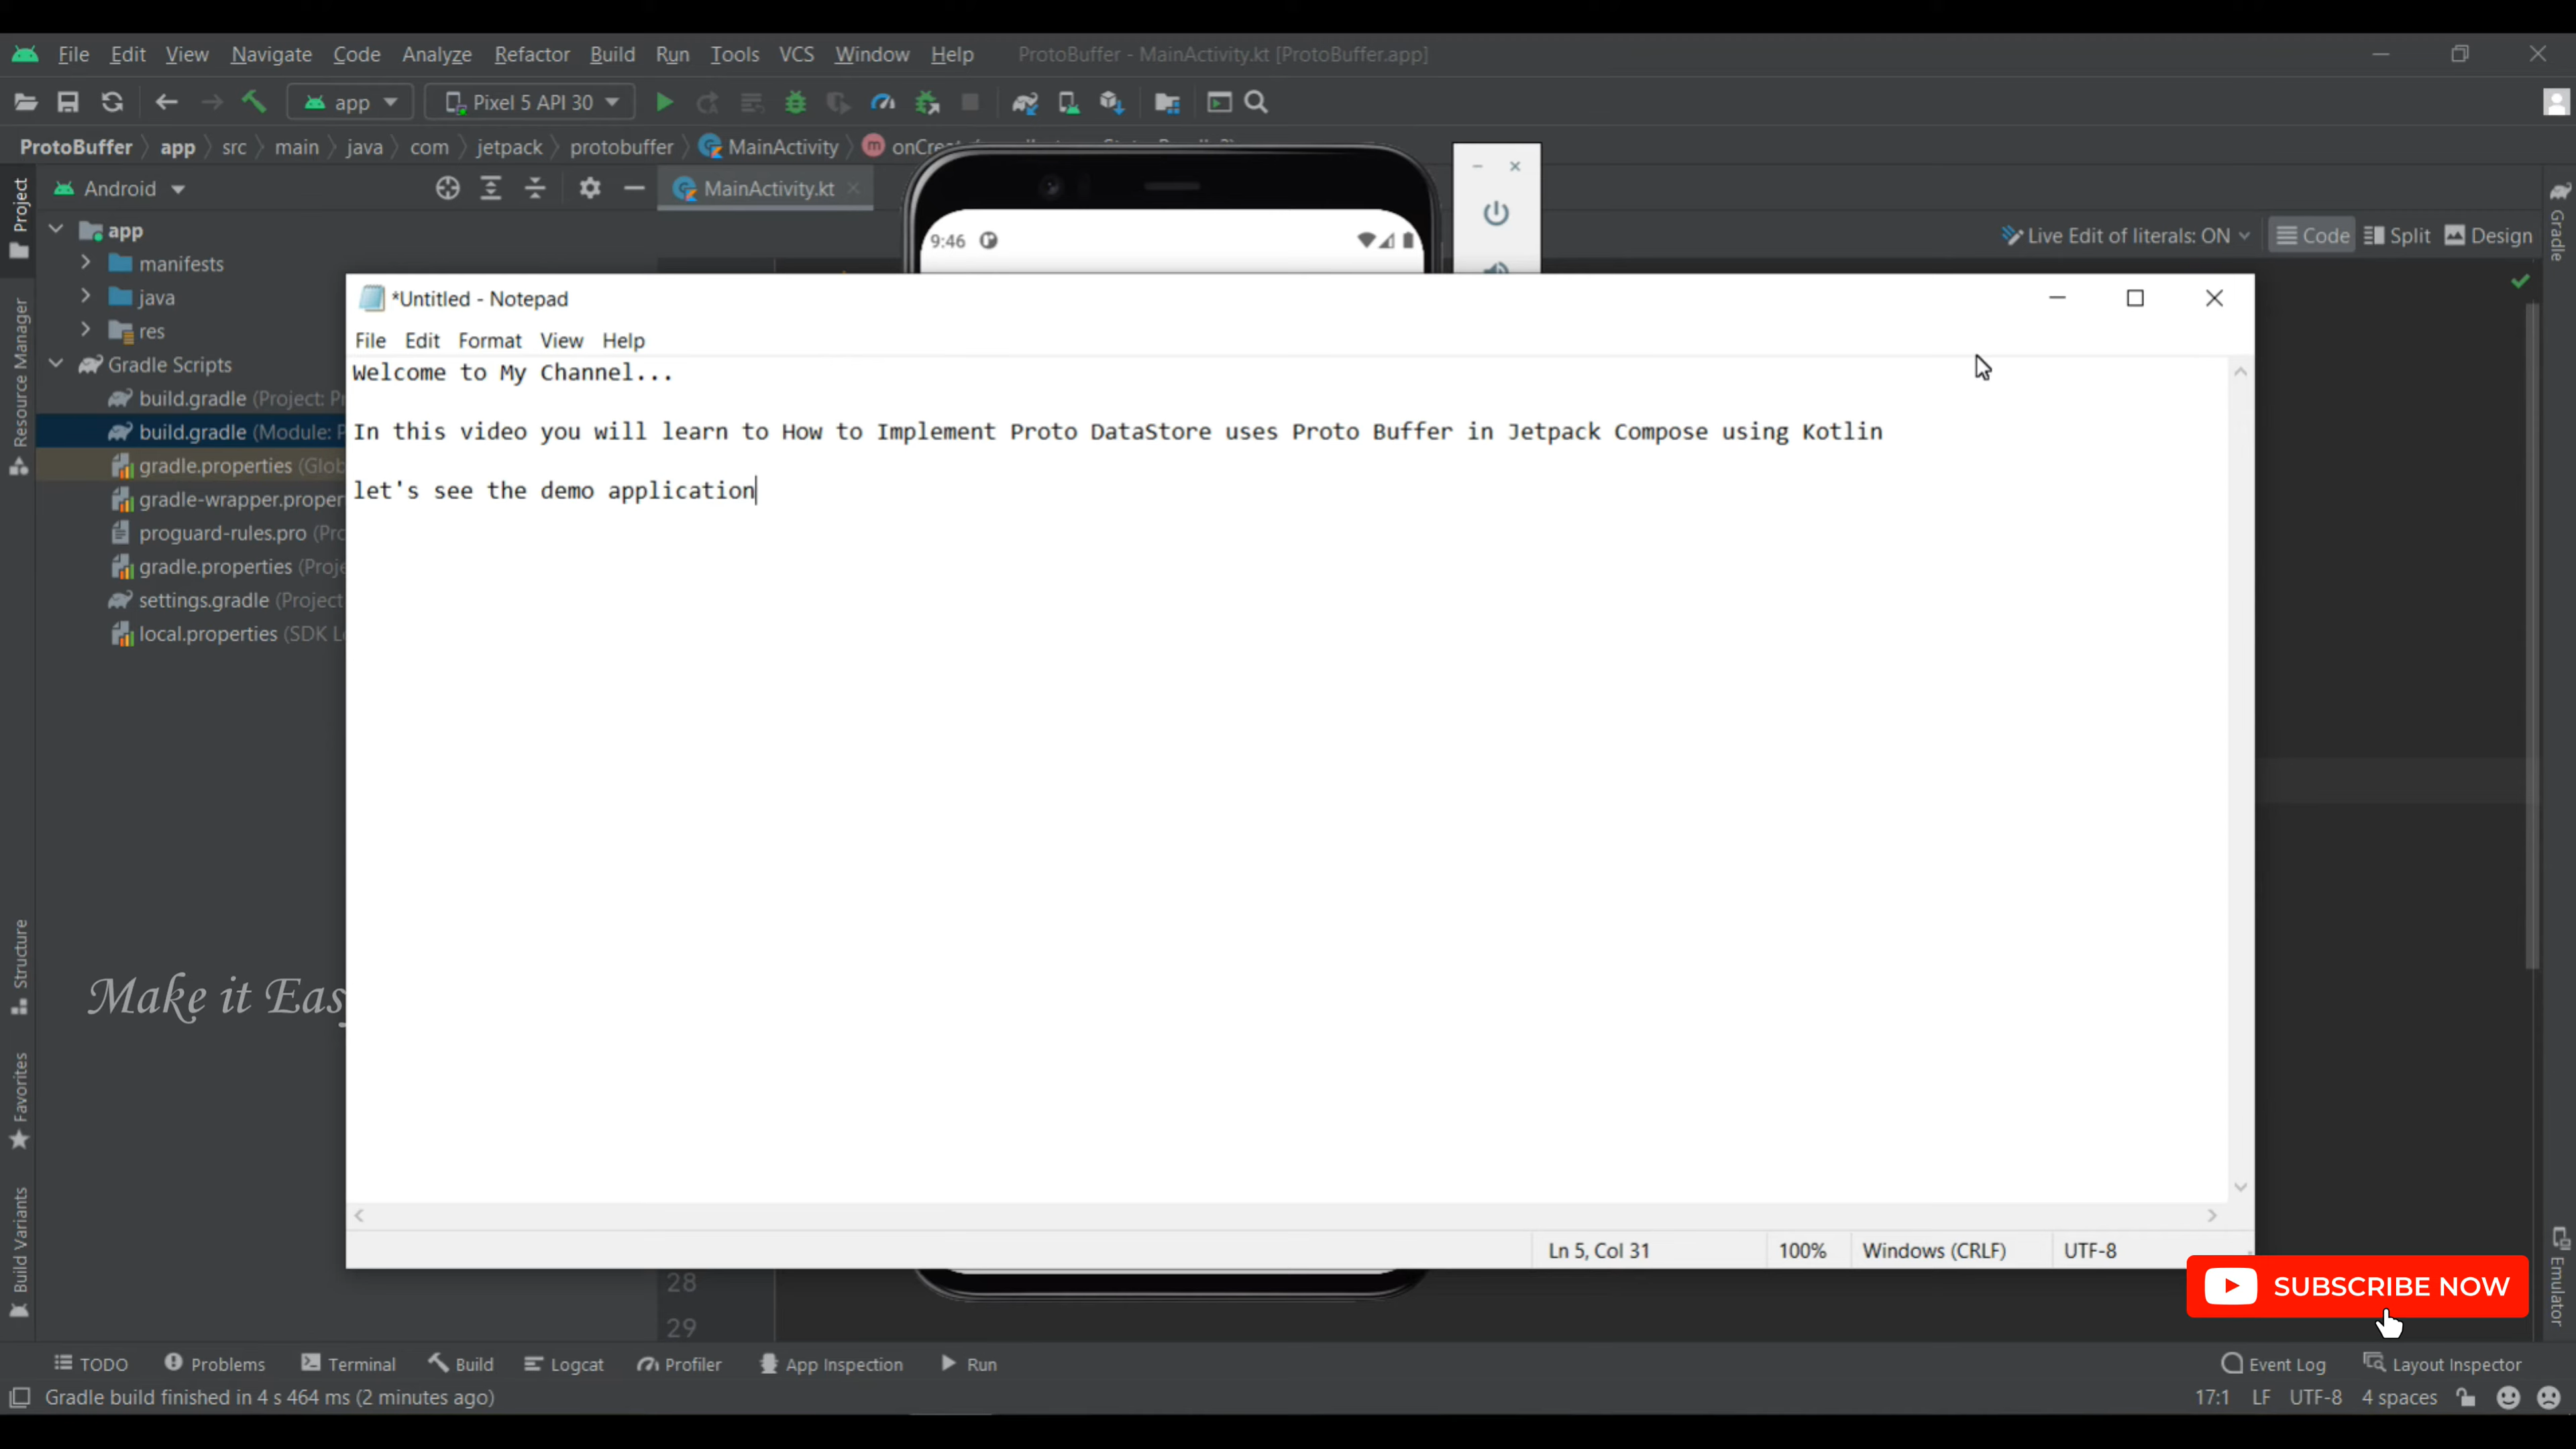 File Edit View Navigate Code Analyze Refactor Build Run Tools VCS Window Help ProtoBuffer - MainActivity.kt [ProtoBuffer.app]
app Pixel 5 API 30
ProtoBuffer app src main java com jetpack protobuffer MainActivity
Android MainActivity.kt
Project
Resource Manager
Structure
Favorites
Build Variants
Gradle
Emulator
Live Edit of literals: ON Code Split Design
app
manifests
java
res
Gradle Scripts
build.gradle (Project:
build.gradle (Module:
gradle.properties
gradle-wrapper.proper
proguard-rules.pro
gradle.properties
settings.gradle (Project
local.properties (SDK
9:46
*Untitled - Notepad
File Edit Format View Help
Welcome to My Channel...
In this video you will learn to How to Implement Proto DataStore uses Proto Buffer in Jetpack Compose using Kotlin
let's see the demo application
Ln 5, Col 31 100% Windows (CRLF) UTF-8
Make it Easy
SUBSCRIBE NOW
28
29
TODO Problems Terminal Build Logcat Profiler App Inspection Run Event Log Layout Inspector
Gradle build finished in 4 s 464 ms (2 minutes ago) 17:1 LF UTF-8 4 spaces